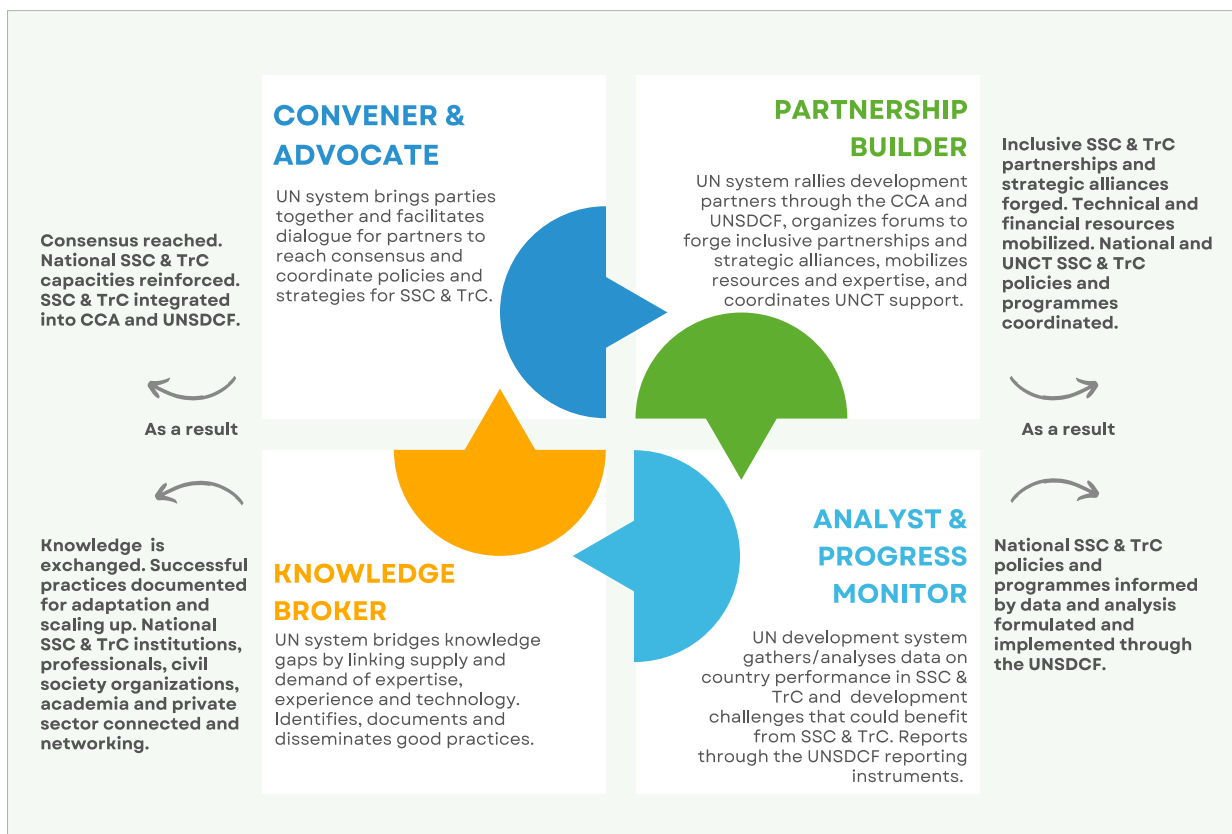 CONVENER &
ADVOCATE
UN system brings parties
together and facilitates
dialogue for partners to
reach consensus and
coordinate policies and
strategies for SSC & TrC.
Consensus reached.
National SSC & TrC
capacities reinforced.
SSC & TrC integrated
into CCA and UNSDCF.
PARTNERSHIP
BUILDER
UN system rallies development
partners through the CCA and
UNSDCF, organizes forums to
forge inclusive partnerships and
strategic alliances, mobilizes
resources and expertise, and
coordinates UNCT support.
Inclusive SSC & TrC
partnerships and
strategic alliances
forged. Technical and
financial resources
mobilized. National and
UNCT SSC & TrC
policies and
programmes
coordinated.
As a result
As a result
Knowledge is
exchanged. Successful
practices documented
for adaptation and
scaling up. National
SSC & TrC institutions,
professionals, civil
society organizations,
academia and private
sector connected and
networking.
KNOWLEDGE
BROKER
UN system bridges knowledge
gaps by linking supply and
demand of expertise,
experience and technology.
Identifies, documents and
disseminates good practices.
ANALYST &
PROGRESS
MONITOR
UN development system
gathers/analyses data on
country performance in SSC &
TrC and development
challenges that could benefit
from SSC & TrC. Reports
through the UNSDCF reporting
instruments.
National SSC & TrC
policies and
programmes informed
by data and analysis
formulated and
implemented through
the UNSDCF.